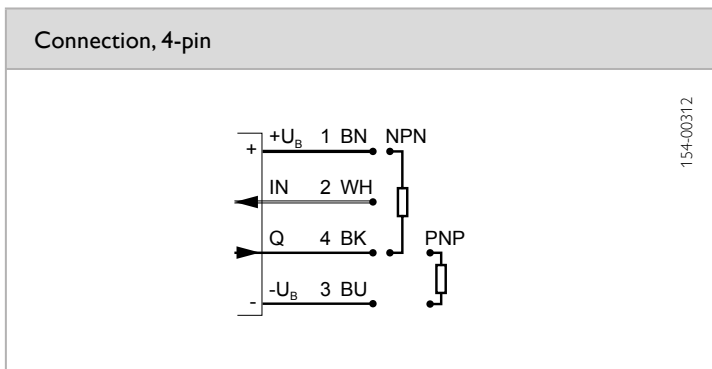 Connection, 4-pin
+U_B 1 BN NPN
+
IN 2 WH
Q 4 BK PNP
-U_B 3 BU
-
154-00312